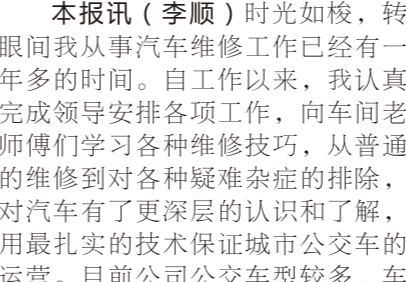 本报讯（李顺）时光如梭，转
眼间我从事汽车维修工作已经有一
年多的时间。自工作以来，我认真
完成领导安排各项工作，向车间老
师傅们学习各种维修技巧，从普通
的维修到对各种疑难杂症的排除，
对汽车有了更深层的认识和了解，
用最扎实的技术保证城市公交车的
运营。目前公司公交车型较多，车